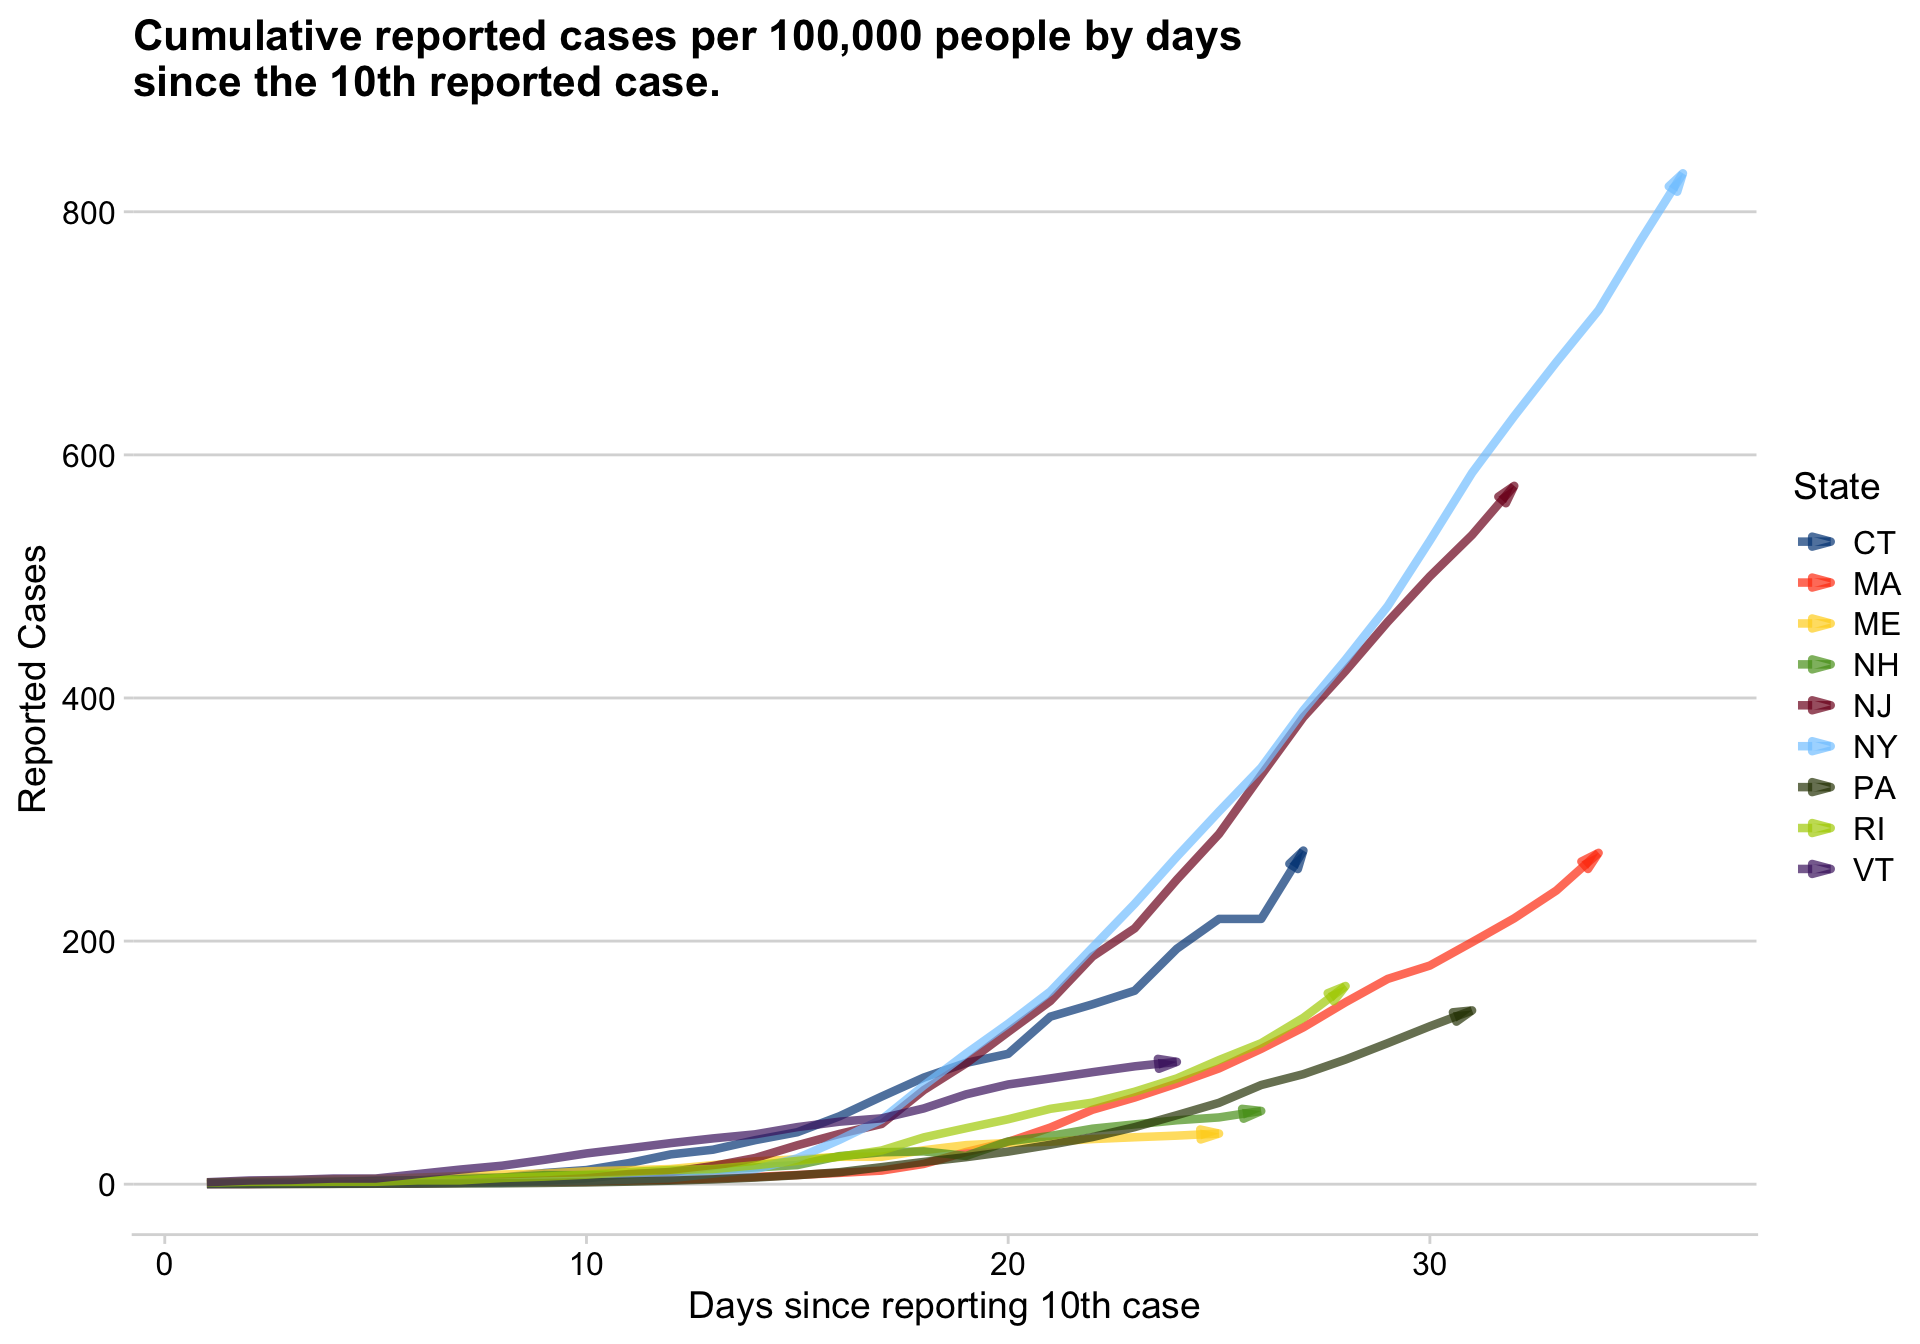 Cumulative reported cases per 100,000 people by days
since the 10th reported case.
800
600
400
200
0
Reported Cases
0
10
20
30
Days since reporting 10th case
State
CT
MA
ME
NH
NJ
NY
PA
RI
VT